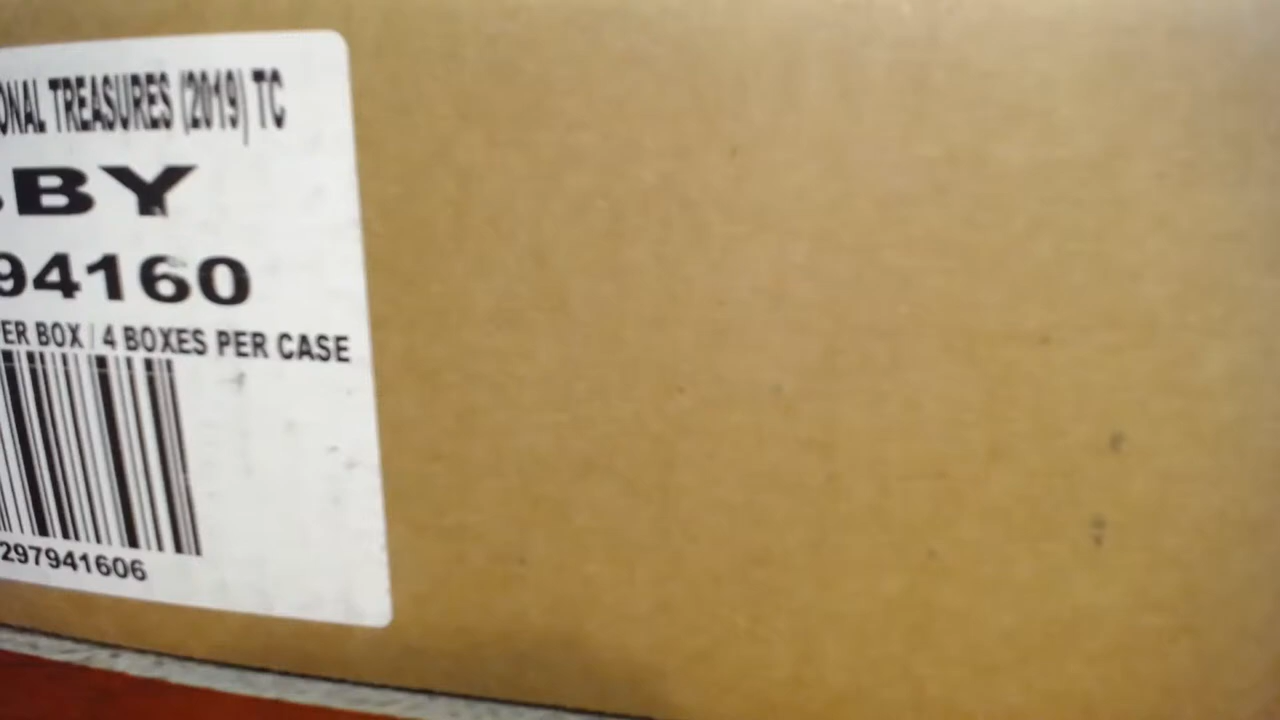 ONAL TREASURES (2019) TC
BY
94160
ER BOX / 4 BOXES PER CASE
297941606